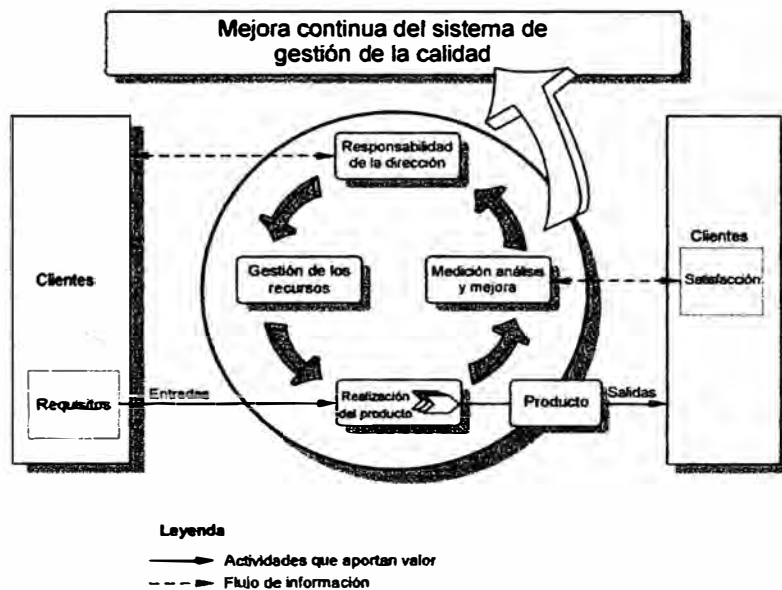 Mejora continua del sistema de
gestión de la calidad
Responsabilidad
de la dirección
Clientes
Gestión de los
recursos
Medición análisis
y mejora
Clientes
Satisfacción
Requisitos
Entradas
Realización
del producto
Producto
Salidas
Leyenda
Actividades que aportan valor
Flujo de información